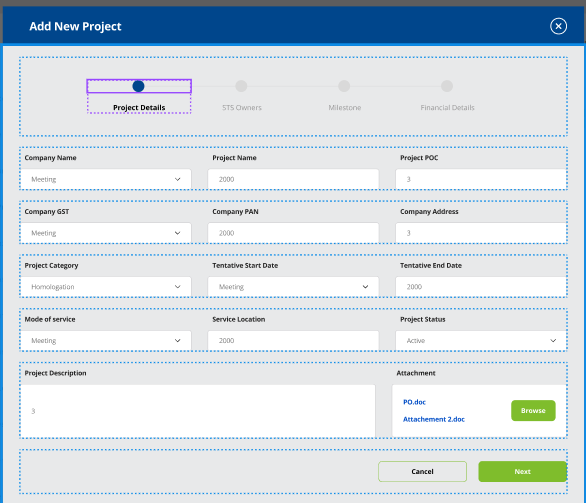 Add New Project
Project Details STS Owners Milestone Financial Details
Company Name Project Name Project POC
Meeting 2000 3
Company GST Company PAN Company Address
Meeting 2000 3
Project Category Tentative Start Date Tentative End Date
Homologation Meeting 2000
Mode of service Service Location Project Status
Meeting 2000 Active
Project Description Attachment
PO.doc
3 Browse
Attachement 2.doc
Cancel Next